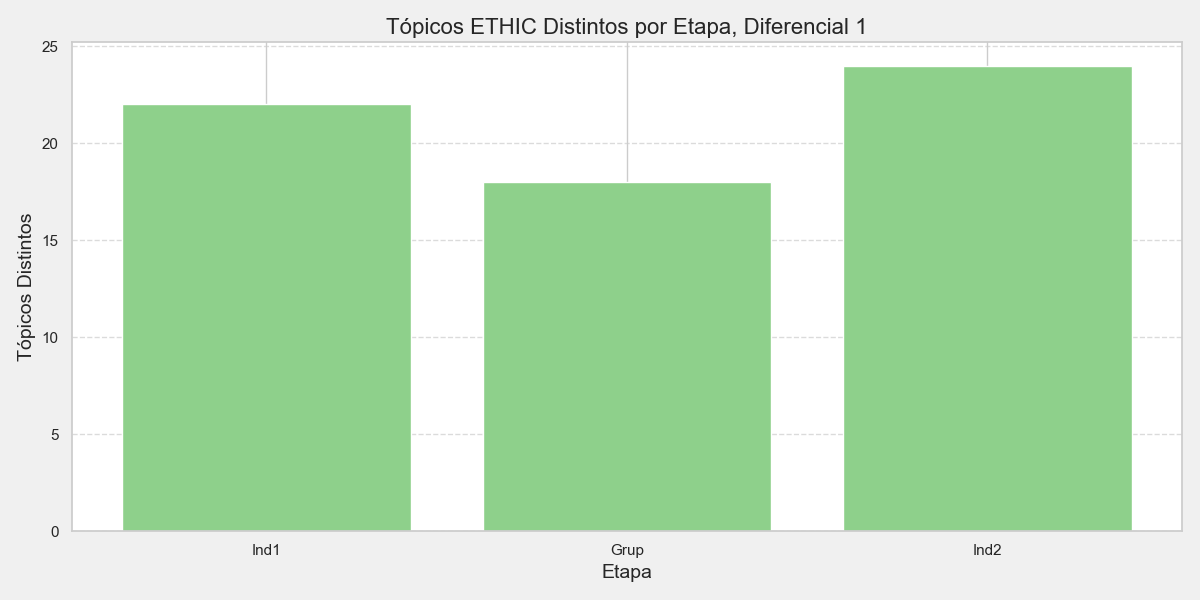 Tópicos ETHIC Distintos por Etapa, Diferencial 1
Tópicos Distintos
25
20
15
10
5
0
Ind1
Grup
Ind2
Etapa